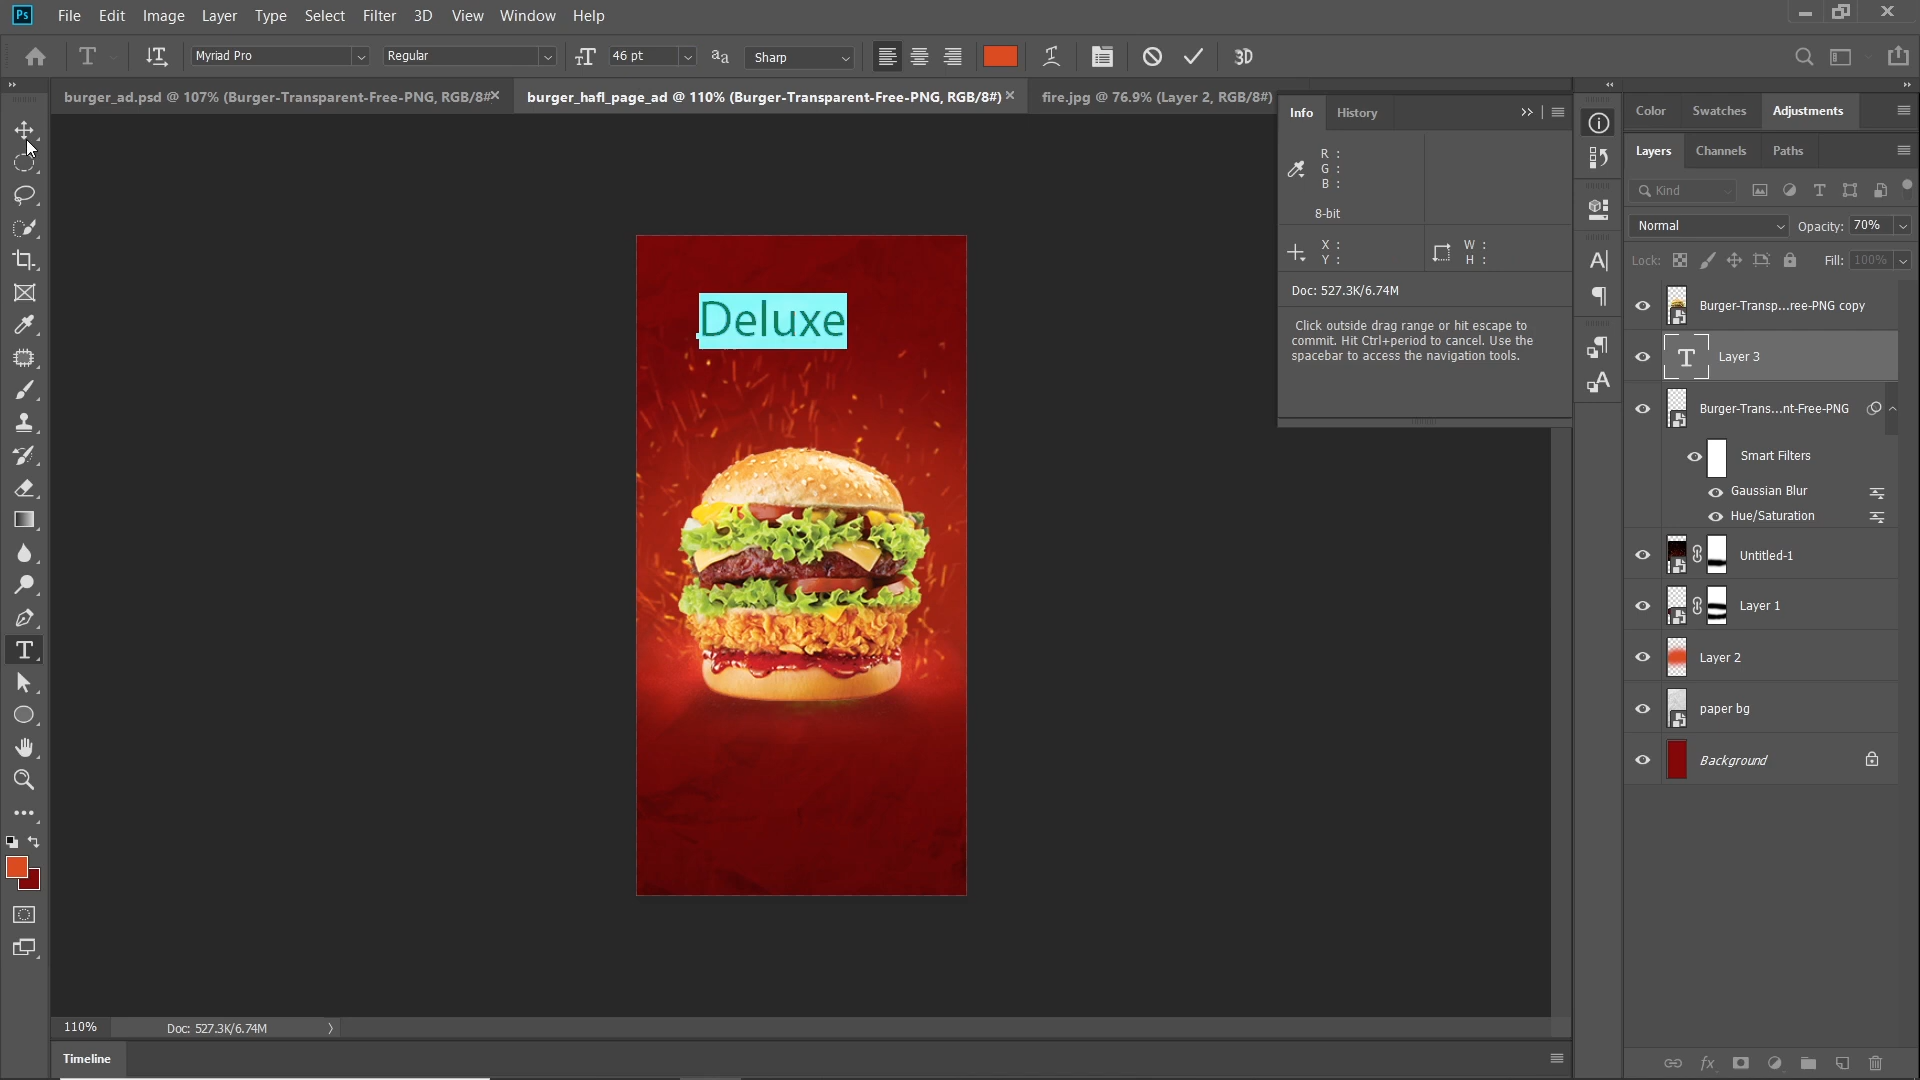 Ps File Edit Image Layer Type Select Filter 3D View Window Help
Myriad Pro Regular 46 pt aa Sharp 3D
burger_ad.psd @ 107% (Burger-Transparent-Free-PNG, RGB/8#
burger_hafl_page_ad @ 110% (Burger-Transparent-Free-PNG, RGB/8#)
fire.jpg @ 76.9% (Layer 2, RGB/8#)
Info History
R :
G :
B :
8-bit
X :
Y :
W :
H :
Doc: 527.3K/6.74M
Click outside drag range or hit escape to
commit. Hit Ctrl+period to cancel. Use the
spacebar to access the navigation tools.
Deluxe
Color Swatches Adjustments
Layers Channels Paths
Kind
Normal Opacity: 70%
Lock: Fill: 100%
Burger-Transp...ree-PNG copy
Layer 3
Burger-Trans...nt-Free-PNG
Smart Filters
Gaussian Blur
Hue/Saturation
Untitled-1
Layer 1
Layer 2
paper bg
Background
110% Doc: 527.3K/6.74M
Timeline